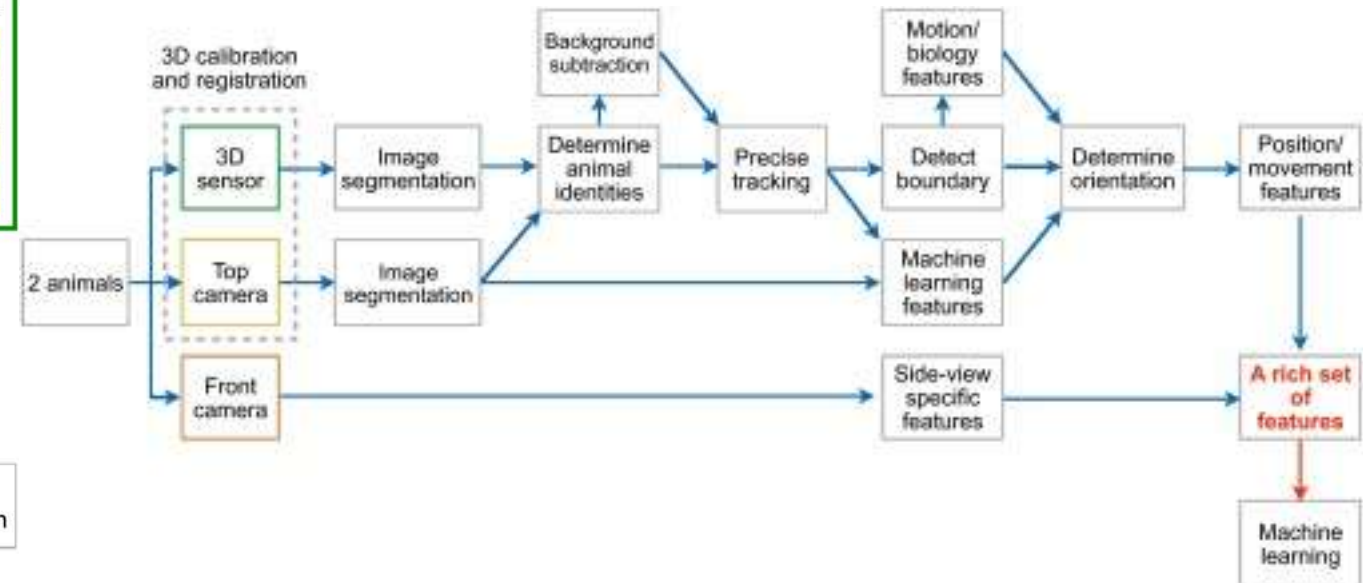 3D calibration
and registration
Background
subtraction
Motion/
biology
features
3D
sensor
Image
segmentation
Determine
animal
identities
Precise
tracking
Detect
boundary
Determine
orientation
Position/
movement
features
2 animals
Top
camera
Image
segmentation
Machine
learning
features
Front
camera
Side-view
specific
features
A rich set
of
features
Machine
learning